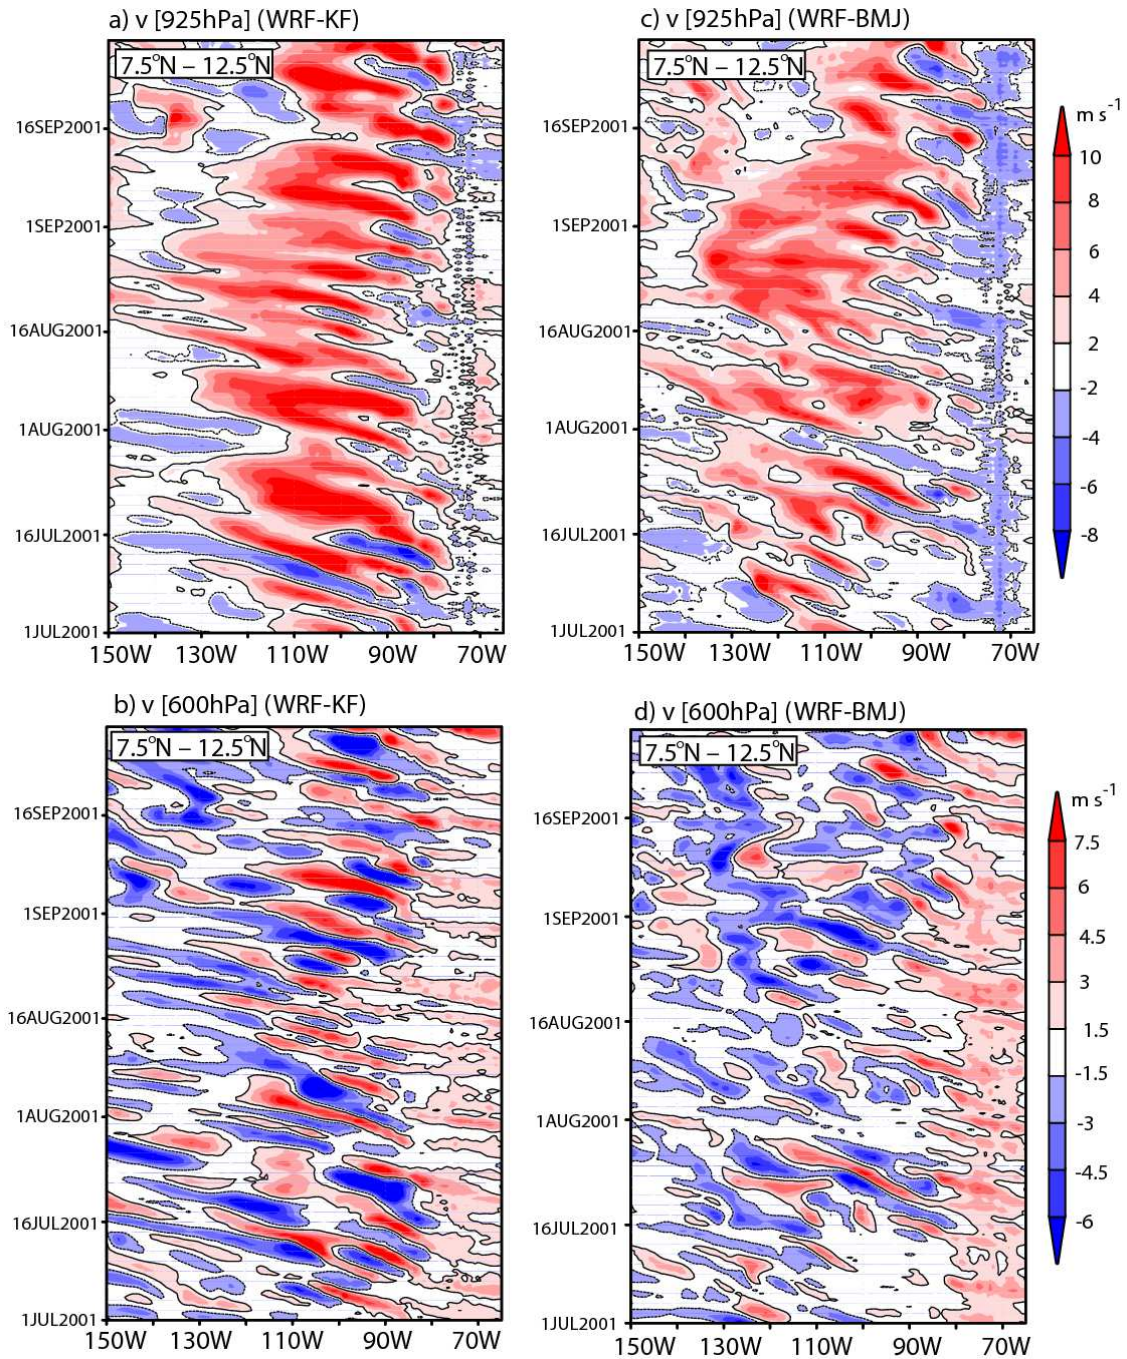 a) v [925hPa] (WRF-KF)
7.5°N – 12.5°N
16SEP2001
1SEP2001
16AUG2001
1AUG2001
16JUL2001
1JUL2001
150W 130W 110W 90W 70W
c) v [925hPa] (WRF-BMJ)
7.5°N – 12.5°N
16SEP2001
1SEP2001
16AUG2001
1AUG2001
16JUL2001
1JUL2001
150W 130W 110W 90W 70W
m s⁻¹
10
8
6
4
2
-2
-4
-6
-8
b) v [600hPa] (WRF-KF)
7.5°N – 12.5°N
16SEP2001
1SEP2001
16AUG2001
1AUG2001
16JUL2001
1JUL2001
150W 130W 110W 90W 70W
d) v [600hPa] (WRF-BMJ)
7.5°N – 12.5°N
16SEP2001
1SEP2001
16AUG2001
1AUG2001
16JUL2001
1JUL2001
150W 130W 110W 90W 70W
m s⁻¹
7.5
6
4.5
3
1.5
-1.5
-3
-4.5
-6